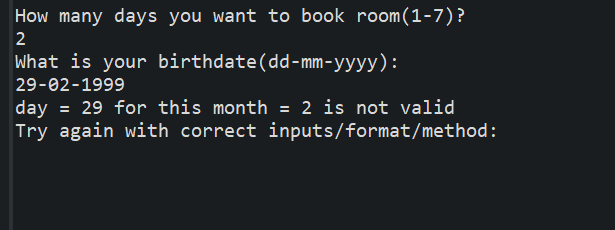 How many days you want to book room(1-7)?
2
What is your birthdate(dd-mm-yyyy):
29-02-1999
day = 29 for this month = 2 is not valid
Try again with correct inputs/format/method: